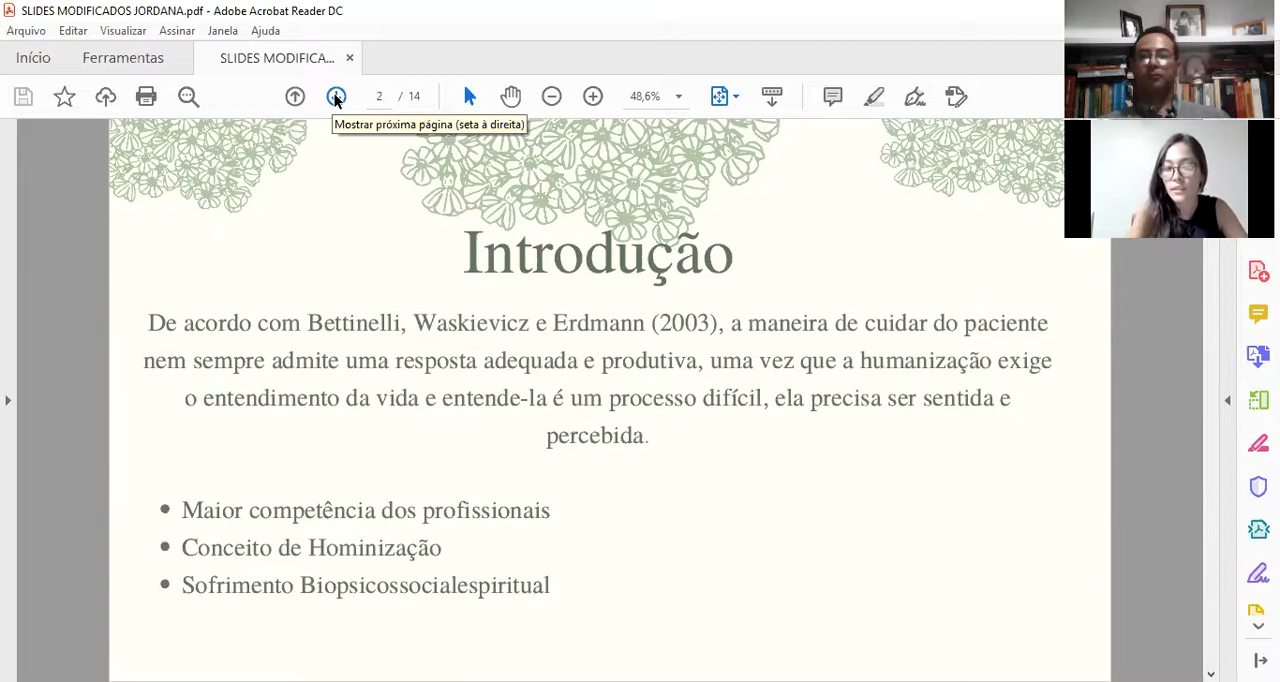 SLIDES MODIFICADOS JORDANA.pdf - Adobe Acrobat Reader DC
Arquivo Editar Visualizar Assinar Janela Ajuda
Início Ferramentas SLIDES MODIFICA... ×
2 / 14 48,6%
Mostrar próxima página (seta à direita)
Introdução
De acordo com Bettinelli, Waskievicz e Erdmann (2003), a maneira de cuidar do paciente
nem sempre admite uma resposta adequada e produtiva, uma vez que a humanização exige
o entendimento da vida e entende-la é um processo difícil, ela precisa ser sentida e
percebida.
• Maior competência dos profissionais
• Conceito de Hominização
• Sofrimento Biopsicossocialespiritual